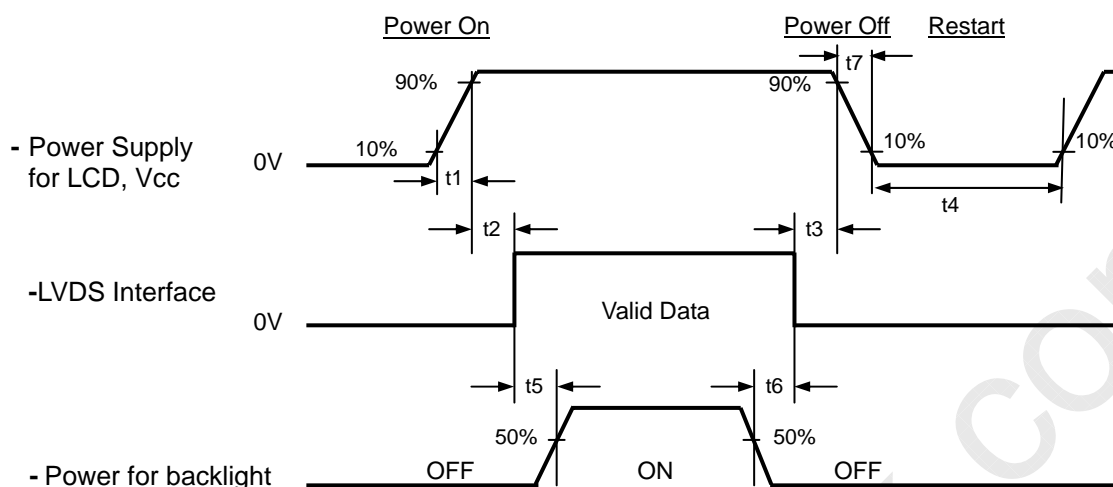 Power On
Power Off Restart
t7
90% 90%
- Power Supply
for LCD, Vcc
0V 10% 10% 10%
t1
t4
t2 t3
-LVDS Interface
0V
Valid Data
t5 t6
50% 50%
- Power for backlight
OFF ON OFF